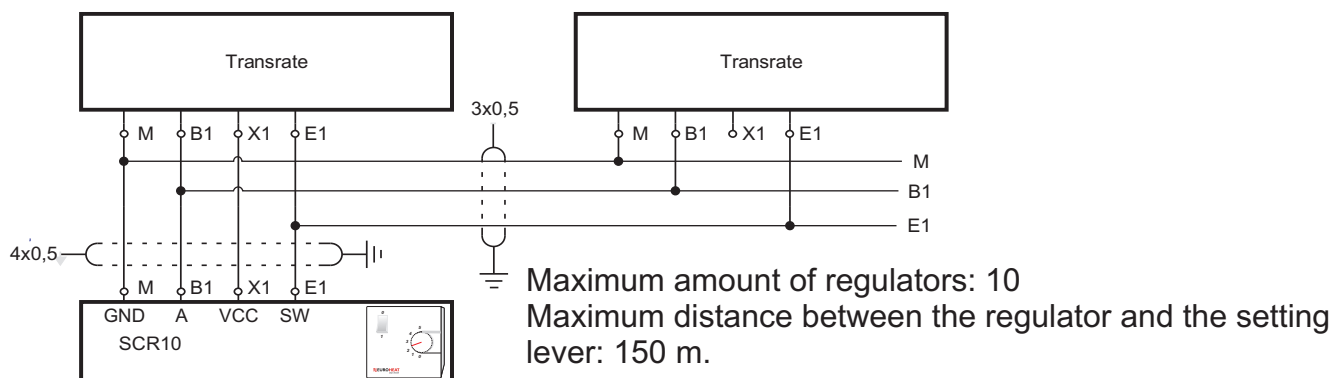 Transrate
Transrate
3x0,5
M B1 X1 E1
M B1 X1 E1
M
B1
E1
4x0,5
M B1 X1 E1
GND A VCC SW
SCR10
EUROHEAT
Maximum amount of regulators: 10
Maximum distance between the regulator and the setting
lever: 150 m.